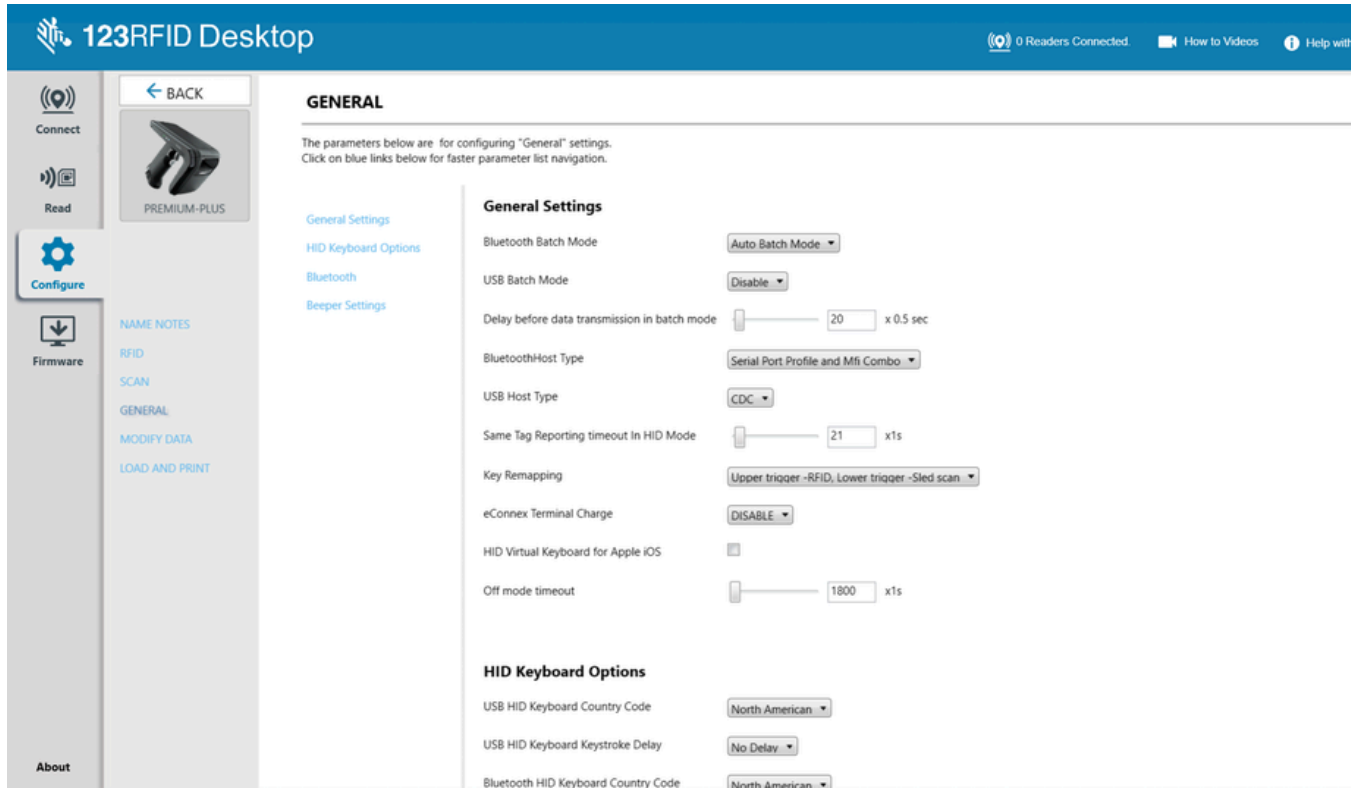 123RFID Desktop
0 Readers Connected.
How to Videos
Help with
Connect
Read
Configure
Firmware
About
BACK
PREMIUM-PLUS
NAME NOTES
RFID
SCAN
GENERAL
MODIFY DATA
LOAD AND PRINT
GENERAL
The parameters below are for configuring "General" settings.
Click on blue links below for faster parameter list navigation.
General Settings
HID Keyboard Options
Bluetooth
Beeper Settings
General Settings
Bluetooth Batch Mode Auto Batch Mode
USB Batch Mode Disable
Delay before data transmission in batch mode 20 x 0.5 sec
BluetoothHost Type Serial Port Profile and Mfi Combo
USB Host Type CDC
Same Tag Reporting timeout In HID Mode 21 x1s
Key Remapping Upper trigger -RFID, Lower trigger -Sled scan
eConnex Terminal Charge DISABLE
HID Virtual Keyboard for Apple iOS
Off mode timeout 1800 x1s
HID Keyboard Options
USB HID Keyboard Country Code North American
USB HID Keyboard Keystroke Delay No Delay
Bluetooth HID Keyboard Country Code North American